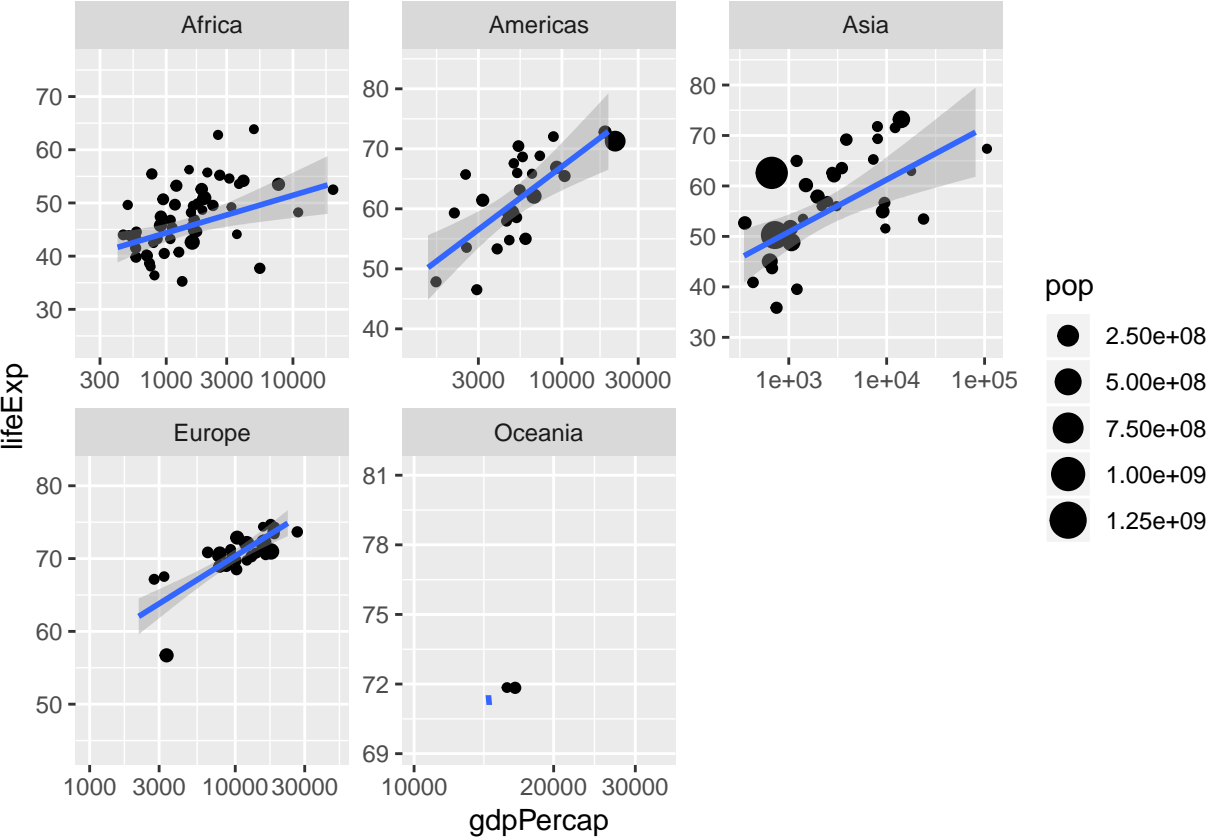 Africa
Americas
Asia
70
60
50
40
30
80
70
60
50
40
80
70
60
50
40
30
300 1000 3000 10000
3000 10000 30000
1e+03 1e+04 1e+05
lifeExp
Europe
Oceania
80
70
60
50
81
78
75
72
69
1000 3000 10000 30000
10000 20000 30000
gdpPercap
pop
2.50e+08
5.00e+08
7.50e+08
1.00e+09
1.25e+09